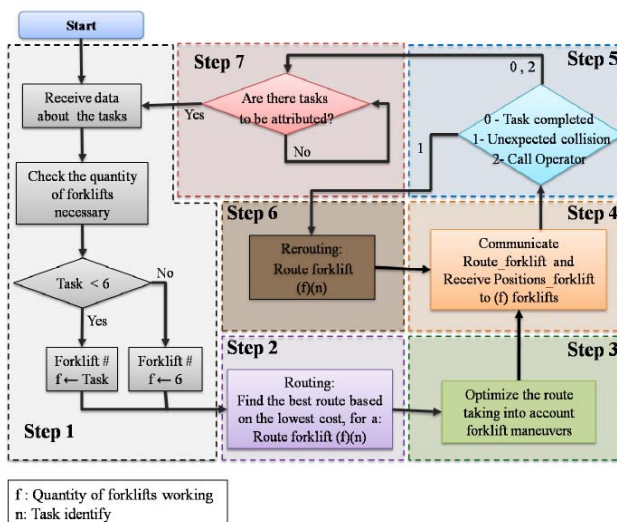 Start
Receive data
about the tasks
Check the quantity
of forklifts
necessary
Task < 6
No
Yes
Forklift #
f ← Task
Forklift #
f ← 6
Step 1
Step 2
Routing:
Find the best route based
on the lowest cost, for a:
Route forklift (f)(n)
Step 3
Optimize the route
taking into account
forklift maneuvers
Step 4
Communicate
Route_forklift and
Receive Positions_forklift
to (f) forklifts
Step 5
0 , 2
0 - Task completed
1- Unexpected collision
2- Call Operator
1
Step 6
Rerouting:
Route forklift
(f)(n)
Step 7
Are there tasks
to be attributed?
Yes
No
f : Quantity of forklifts working
n: Task identify